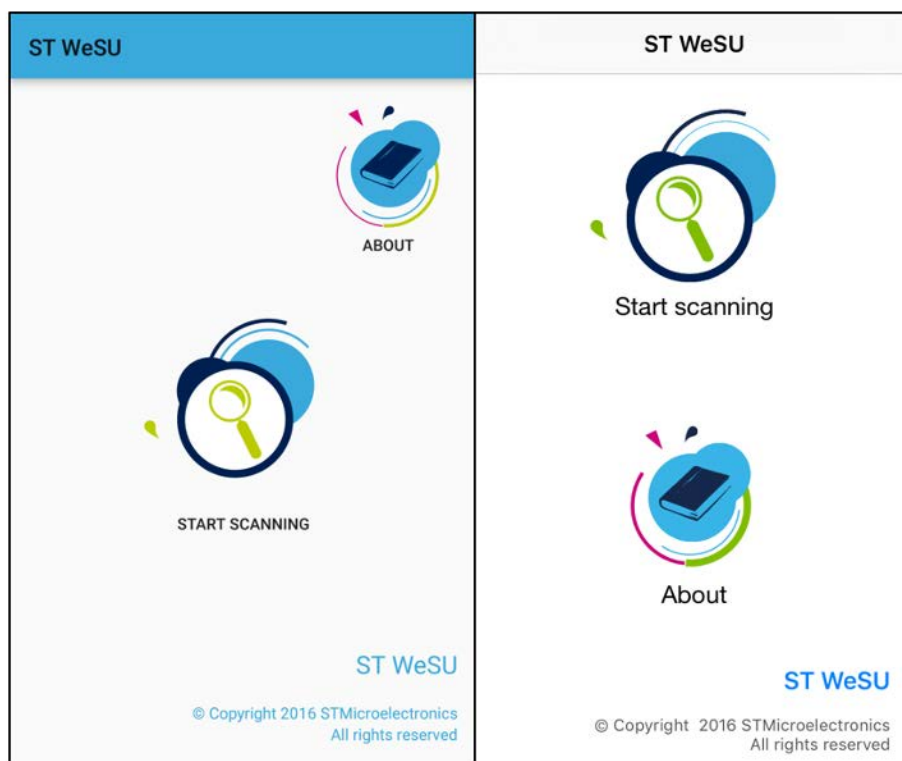 ST WeSU
ABOUT
START SCANNING
ST WeSU
© Copyright 2016 STMicroelectronics
All rights reserved
ST WeSU
Start scanning
About
ST WeSU
© Copyright 2016 STMicroelectronics
All rights reserved